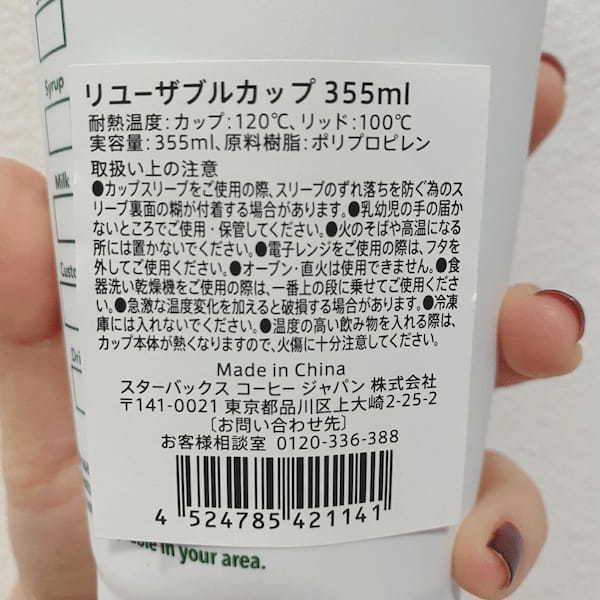 Syrup
Milk
Custo
Dri
リユーザブルカップ 355ml
耐熱温度:カップ:120℃、リッド:100℃
実容量:355ml、原料樹脂:ポリプロピレン
取扱い上の注意
●カップスリーブをご使用の際、スリーブのずれ落ちを防ぐ為のス
リーブ裏面の糊が付着する場合があります。●乳幼児の手の届か
ないところでご使用・保管してください。●火のそばや高温になる
所には置かないでください。●電子レンジをご使用の際は、フタを
外してご使用ください。●オーブン・直火は使用できません。●食
器洗い乾燥機をご使用の際は、一番上の段に乗せてご使用くださ
い。●急激な温度変化を加えると破損する場合があります。●冷凍
庫には入れないでください。●温度の高い飲み物を入れる際は、
カップ本体が熱くなりますので、火傷に十分注意してください。
Made in China
スターバックス コーヒー ジャパン 株式会社
〒141-0021 東京都品川区上大崎2-25-2
〔お問い合わせ先〕
お客様相談室 0120-336-388
4 524785 421141
in your area.